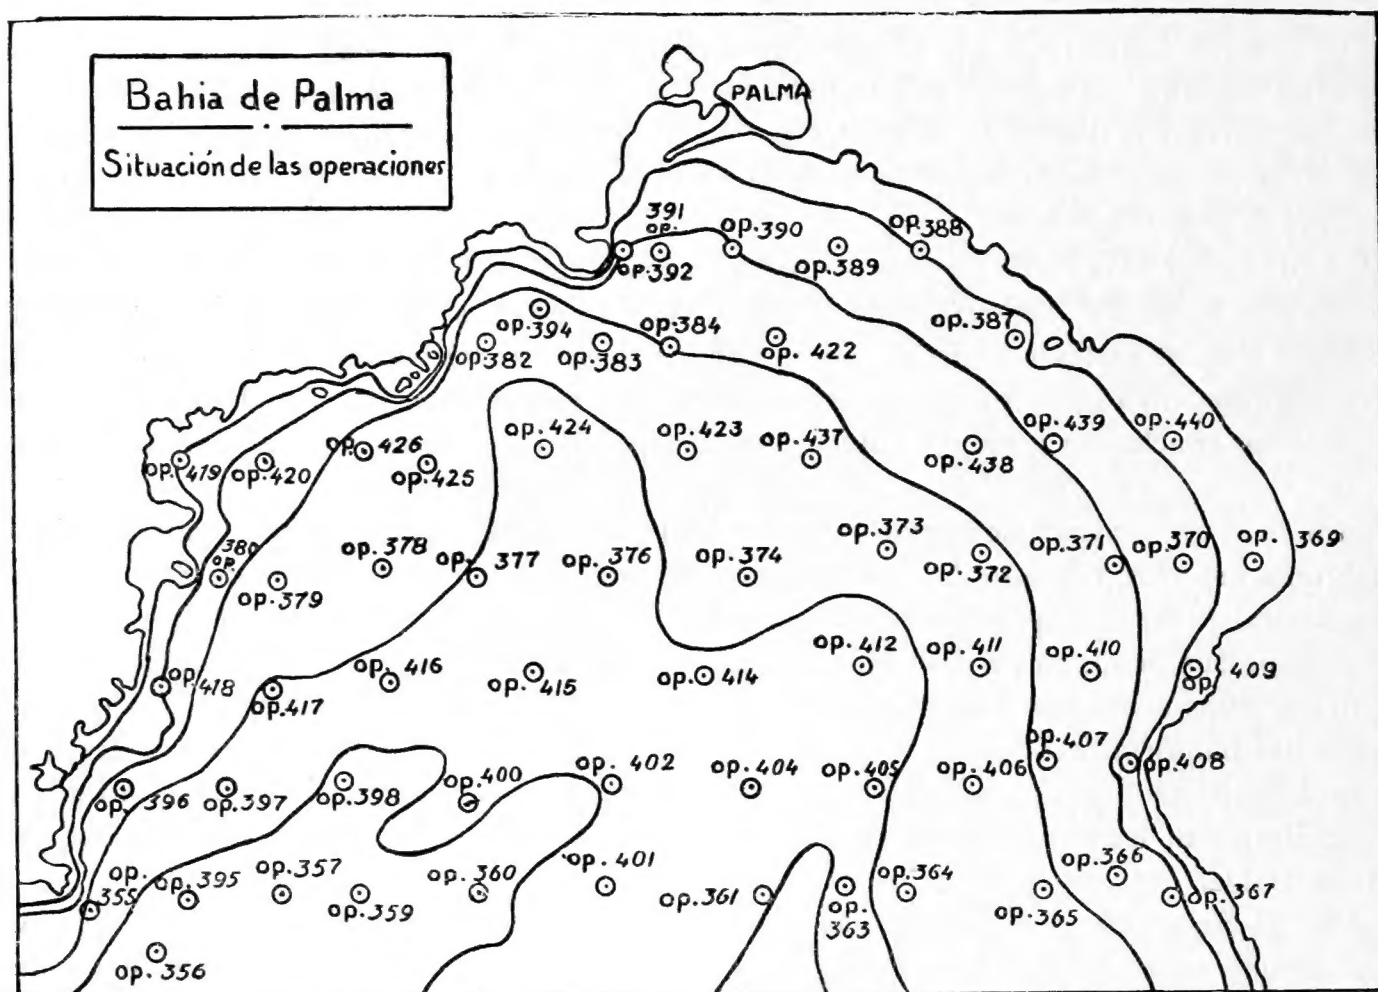 Bahia de Palma
Situación de las operaciones
PALMA
391
op.
op.392
op.390
op.389
op.388
op.387
op.394
op.382
op.383
op.384
op. 422
op.419
op.420
op. 426
op.425
op.424
op.423
op.437
op.438
op.439
op.440
380
op.
op.379
op.378
op. 377
op.376
op.374
op.373
op.372
op.371
op.370
op. 369
op. 418
op.417
op. 416
op.415
op. 414
op.412
op. 411
op.410
op. 409
op. 396
op.397
op.398
op.400
op. 402
op.404
op.405
op.406
op.407
op.408
op. 355
op.395
op.357
op.359
op.360
op. 401
op.361
op. 363
op.364
op.365
op.366
op.367
op.356